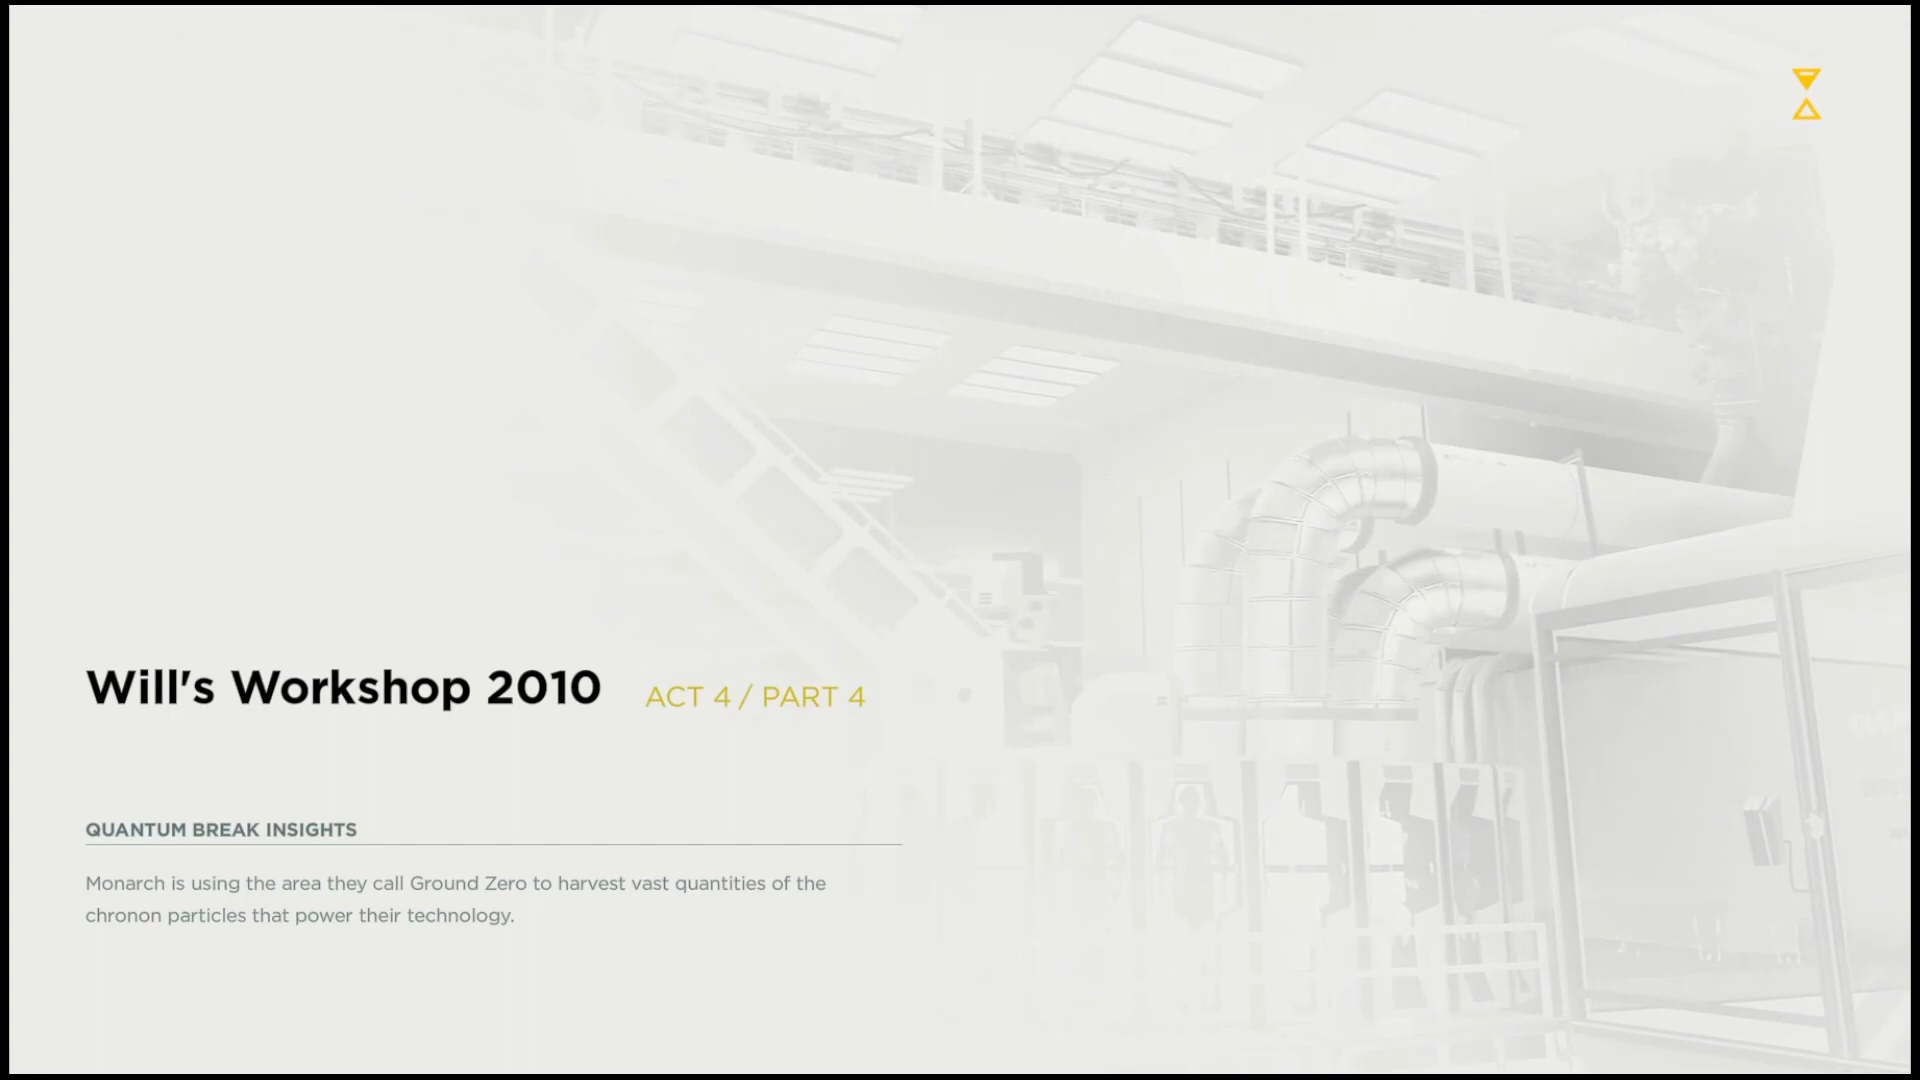 Will's Workshop 2010 ACT 4 / PART 4
QUANTUM BREAK INSIGHTS
Monarch is using the area they call Ground Zero to harvest vast quantities of the
chronon particles that power their technology.